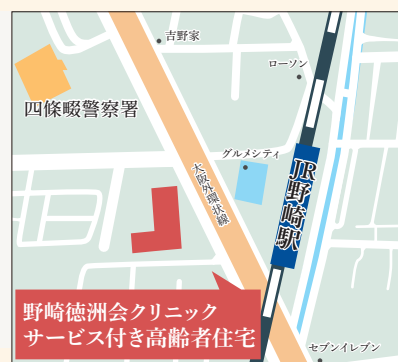 吉野家
ローソン
四條畷警察署
グルメシティ
大阪外環状線
JR野崎駅
野崎徳洲会クリニック
サービス付き高齢者住宅
セブンイレブン